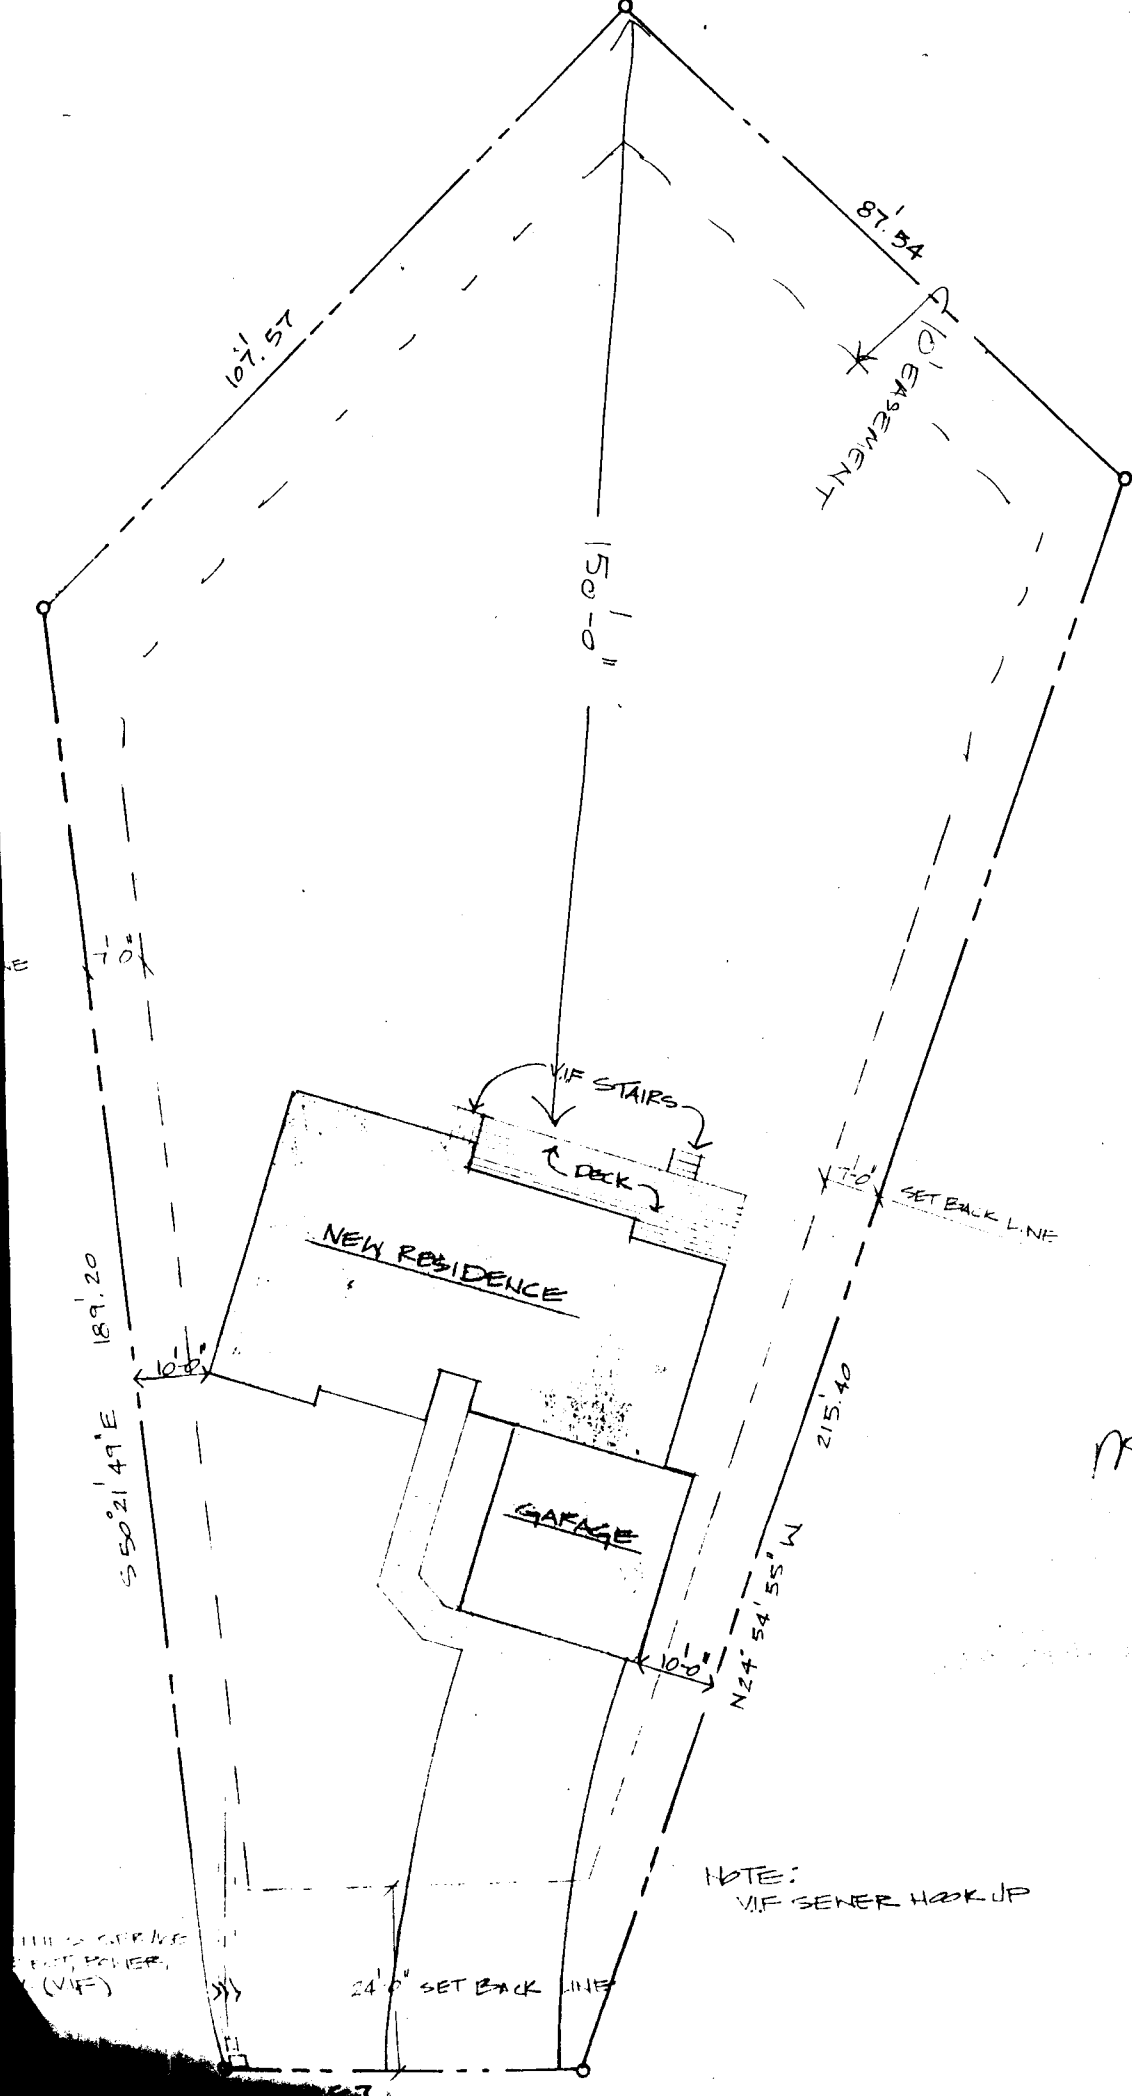 87.54'
107.57'
10' EASEMENT
150'-0"
7'-0"
V.I.F STAIRS
DECK
7'-0"
SET BACK LINE
NEW RESIDENCE
189.20'
S 50° 21' 49" E
10'-0"
215.40'
N 24° 54' 55" W
GARAGE
10'-0"
NOTE:
V.I.F SEWER HOOK UP
POWER,
(VIF)
24'-0" SET BACK LINE